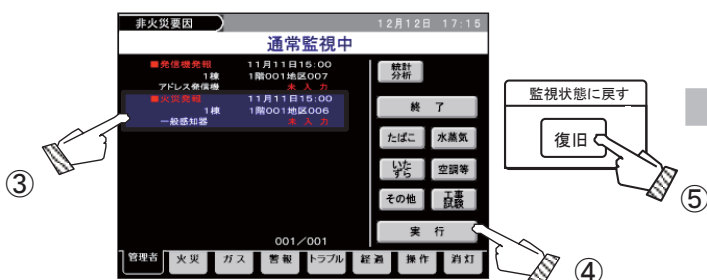 非火災要因
12月12日 17:15
通常監視中
■発信機発報 11月11日15:00
1棟 1階001地区007
アドレス発信機 未入力
■火災発報 11月11日15:00
1棟 1階001地区006
一般感知器 未入力
001/001
統計
分析
終 了
たばこ 水蒸気
いた
ずら
空調等
その他
工事
試験
実 行
管理者 火 災 ガ ス 警 報 トラブル 経 過 操 作 消 灯
③
④
監視状態に戻す
復旧
⑤